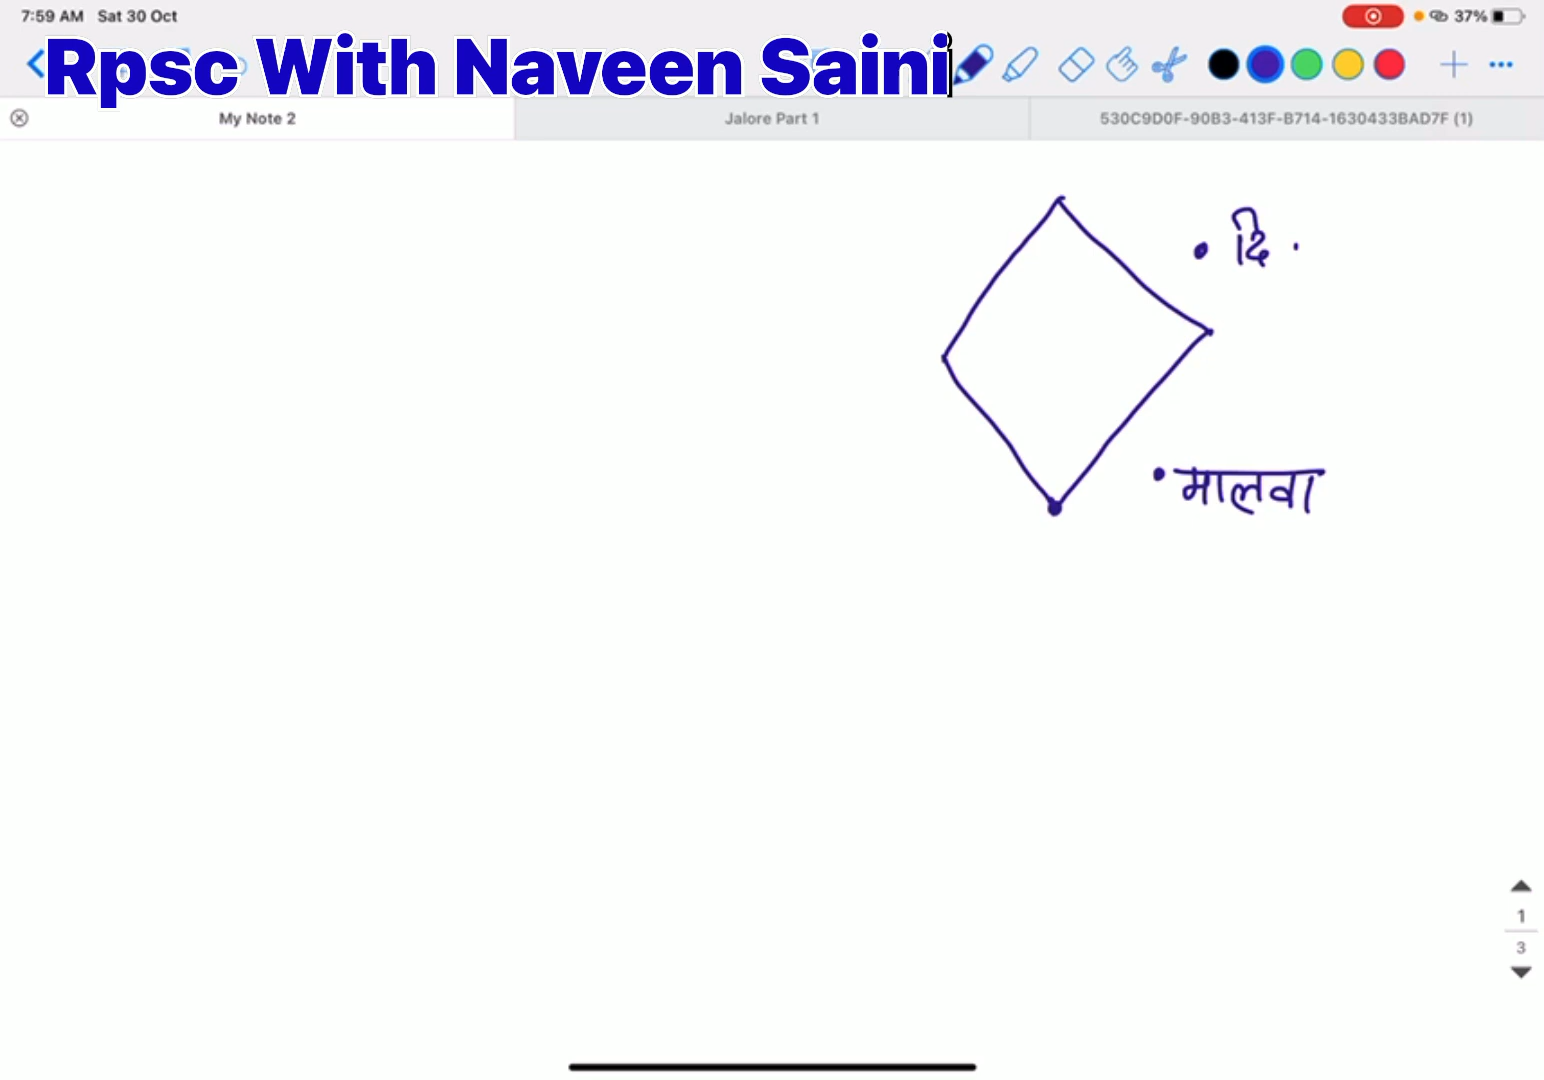 7:59 AM Sat 30 Oct
37%
Rpsc With Naveen Saini
My Note 2
Jalore Part 1
530C9D0F-90B3-413F-B714-1630433BAD7F (1)
• दि •
• मालवा
1
3